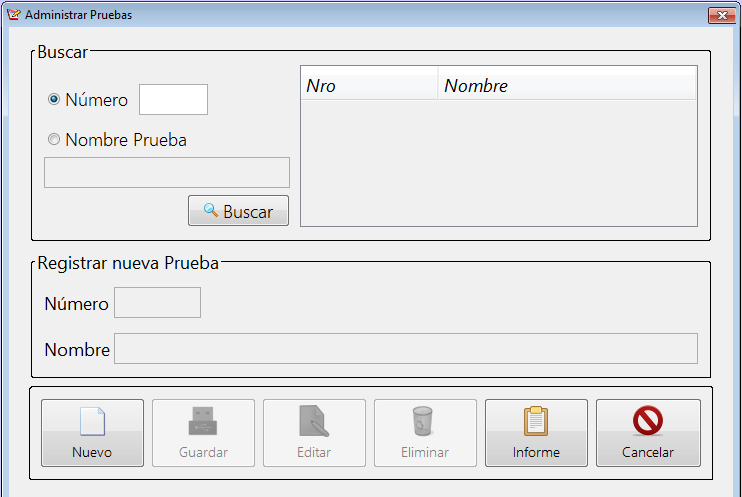 Administrar Pruebas
Buscar
Número
Nombre Prueba
Buscar
Nro Nombre
Registrar nueva Prueba
Número
Nombre
Nuevo Guardar Editar Eliminar Informe Cancelar